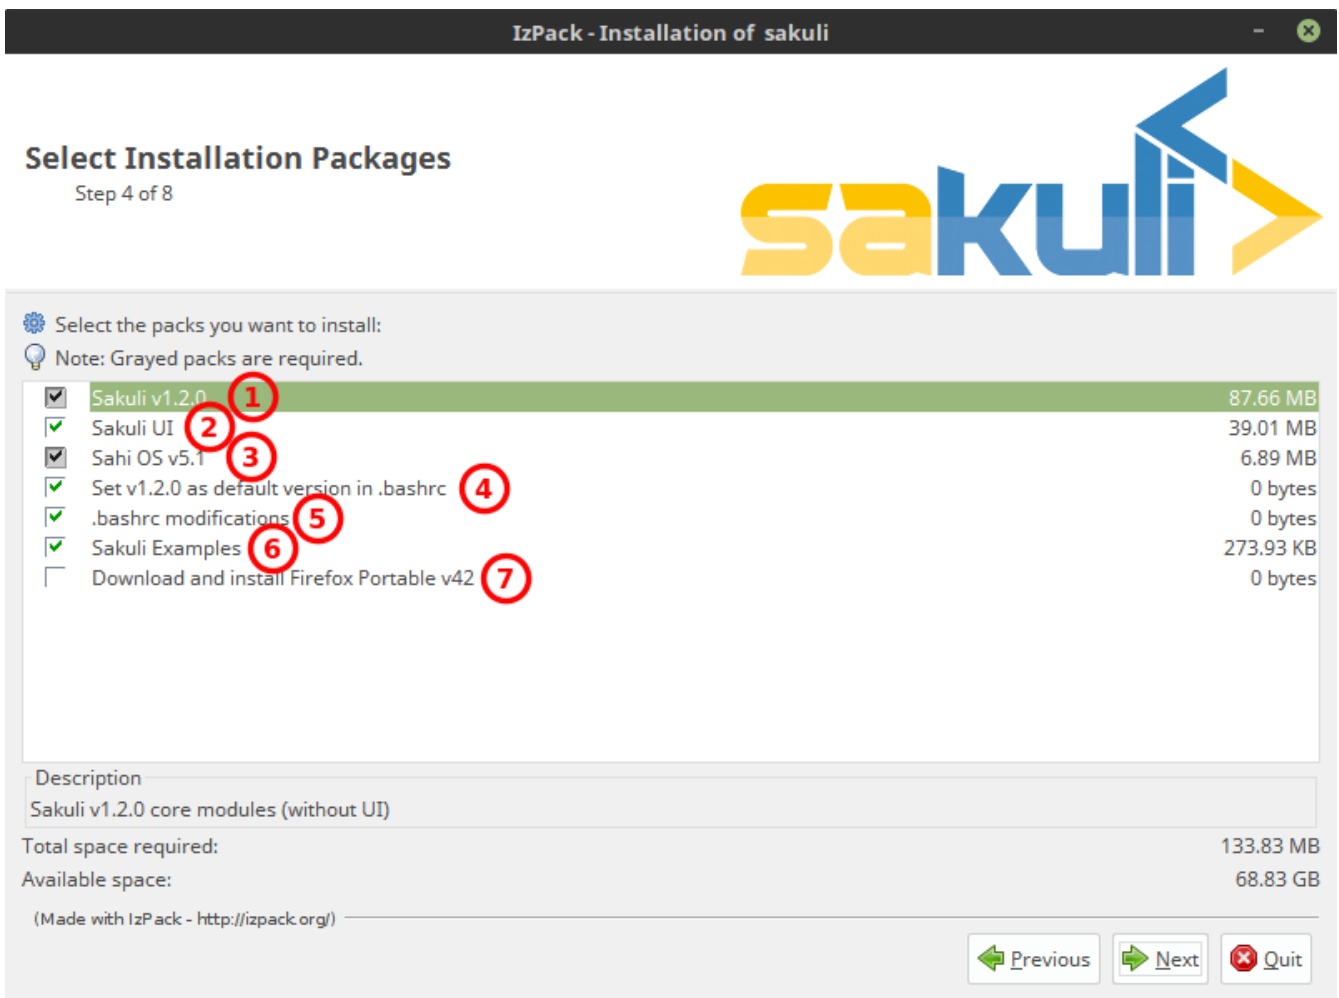 IzPack - Installation of sakuli
Select Installation Packages
Step 4 of 8
sakuli
Select the packs you want to install:
Note: Grayed packs are required.
Sakuli v1.2.0 1 87.66 MB
Sakuli UI 2 39.01 MB
Sahi OS v5.1 3 6.89 MB
Set v1.2.0 as default version in .bashrc 4 0 bytes
.bashrc modifications 5 0 bytes
Sakuli Examples 6 273.93 KB
Download and install Firefox Portable v42 7 0 bytes
Description
Sakuli v1.2.0 core modules (without UI)
Total space required: 133.83 MB
Available space: 68.83 GB
(Made with IzPack - http://izpack.org/)
Previous Next Quit